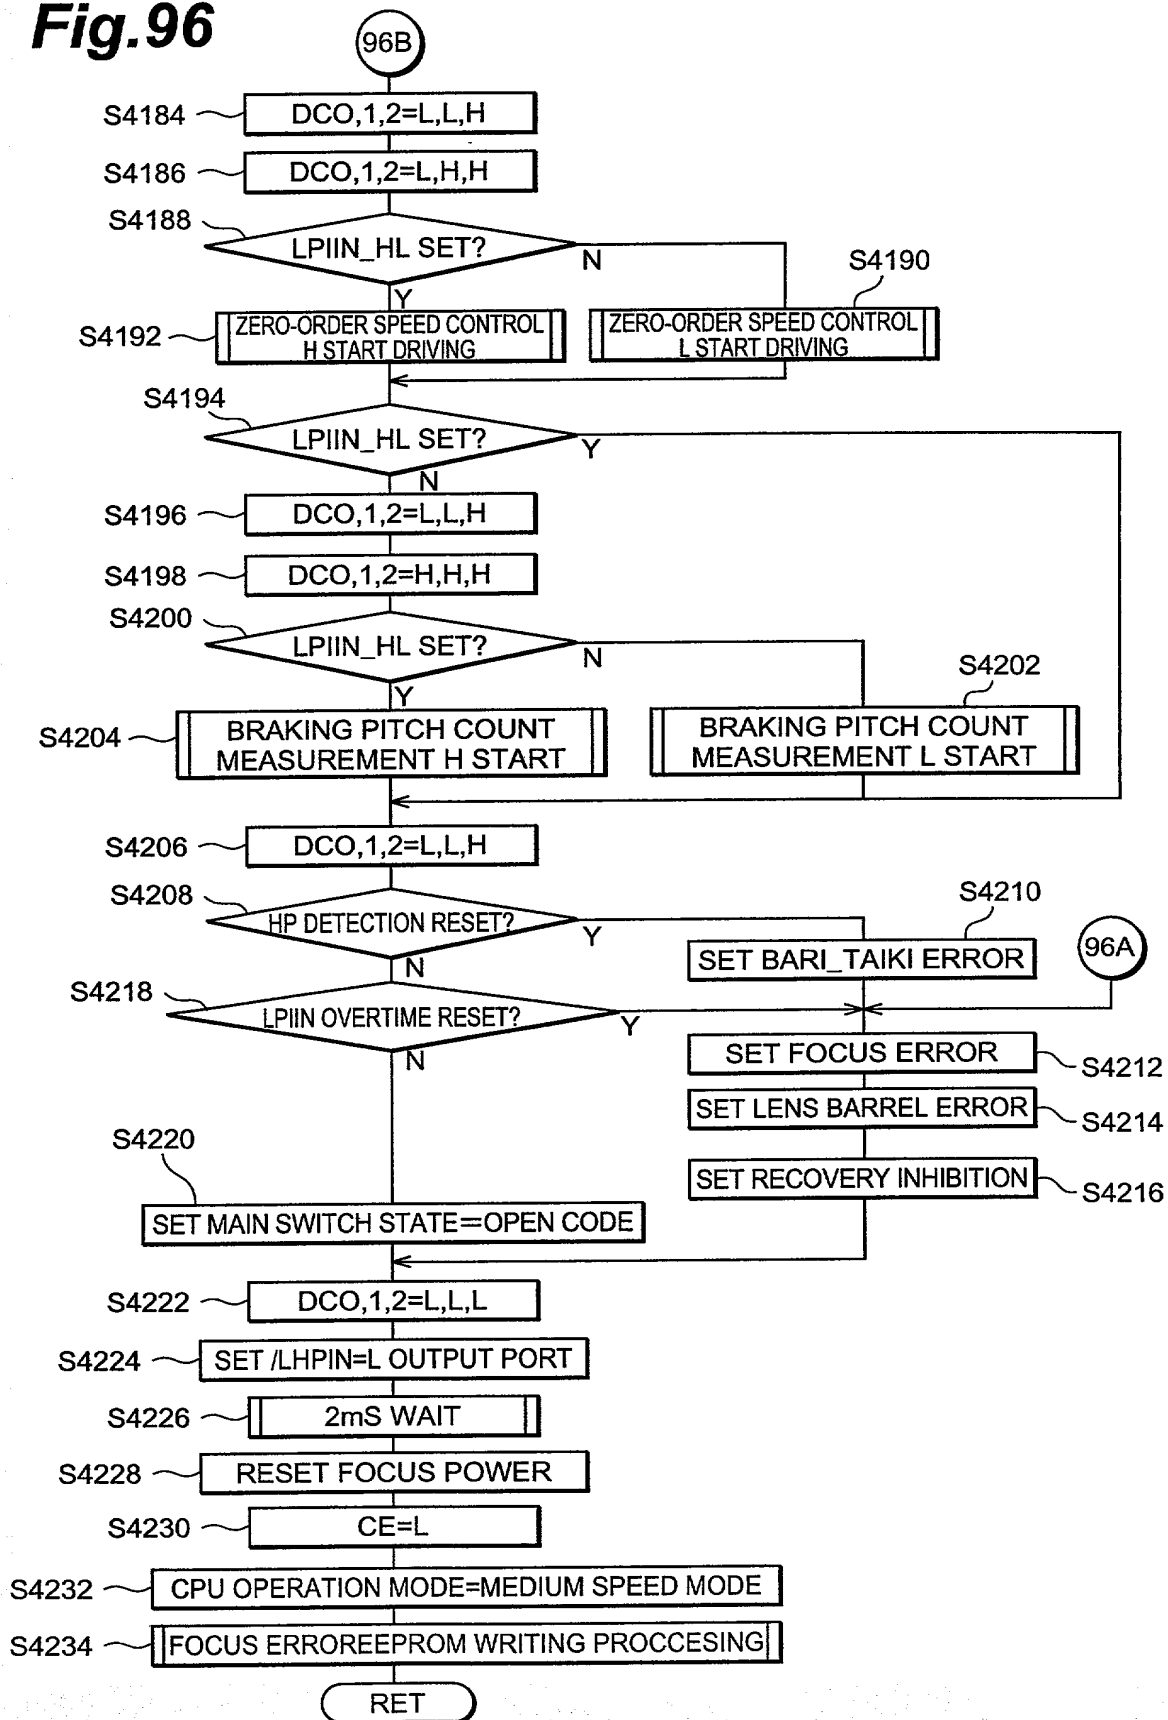 Fig.96
96B
S4184
DCO,1,2=L,L,H
S4186
DCO,1,2=L,H,H
S4188
LPIIN_HL SET?
N
Y
S4190
S4192
ZERO-ORDER SPEED CONTROL
H START DRIVING
ZERO-ORDER SPEED CONTROL
L START DRIVING
S4194
LPIIN_HL SET?
Y
N
S4196
DCO,1,2=L,L,H
S4198
DCO,1,2=H,H,H
S4200
LPIIN_HL SET?
N
Y
S4202
S4204
BRAKING PITCH COUNT
MEASUREMENT H START
BRAKING PITCH COUNT
MEASUREMENT L START
S4206
DCO,1,2=L,L,H
S4208
HP DETECTION RESET?
Y
N
S4210
SET BARI_TAIKI ERROR
96A
S4218
LPIIN OVERTIME RESET?
Y
N
SET FOCUS ERROR
S4212
SET LENS BARREL ERROR
S4214
SET RECOVERY INHIBITION
S4216
S4220
SET MAIN SWITCH STATE=OPEN CODE
S4222
DCO,1,2=L,L,L
S4224
SET /LHPIN=L OUTPUT PORT
S4226
2mS WAIT
S4228
RESET FOCUS POWER
S4230
CE=L
S4232
CPU OPERATION MODE=MEDIUM SPEED MODE
S4234
FOCUS ERROREEPROM WRITING PROCCESING
RET